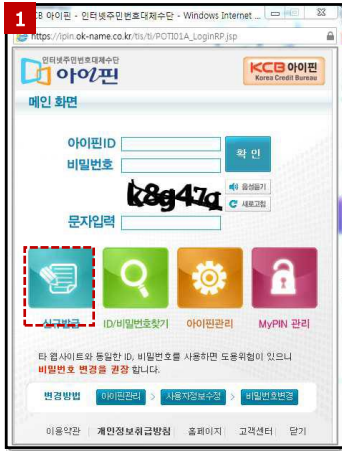 1
KCB 아이핀 - 인터넷주민번호대체수단 - Windows Internet ...
https://ipin.ok-name.co.kr/tis/ti/POTI01A_LoginRP.jsp
인터넷주민번호대체수단
아이핀
KCB 아이핀
Korea Credit Bureau
메인 화면
아이핀ID
비밀번호
확 인
k8g47a
음성듣기
새로고침
문자입력
신규발급
ID/비밀번호찾기
아이핀관리
MyPIN 관리
타 웹사이트와 동일한 ID, 비밀번호를 사용하면 도용위험이 있으니
비밀번호 변경을 권장 합니다.
변경방법
아이핀관리 > 사용자정보수정 > 비밀번호변경
이용약관 | 개인정보취급방침 | 홈페이지 | 고객센터 | 닫기